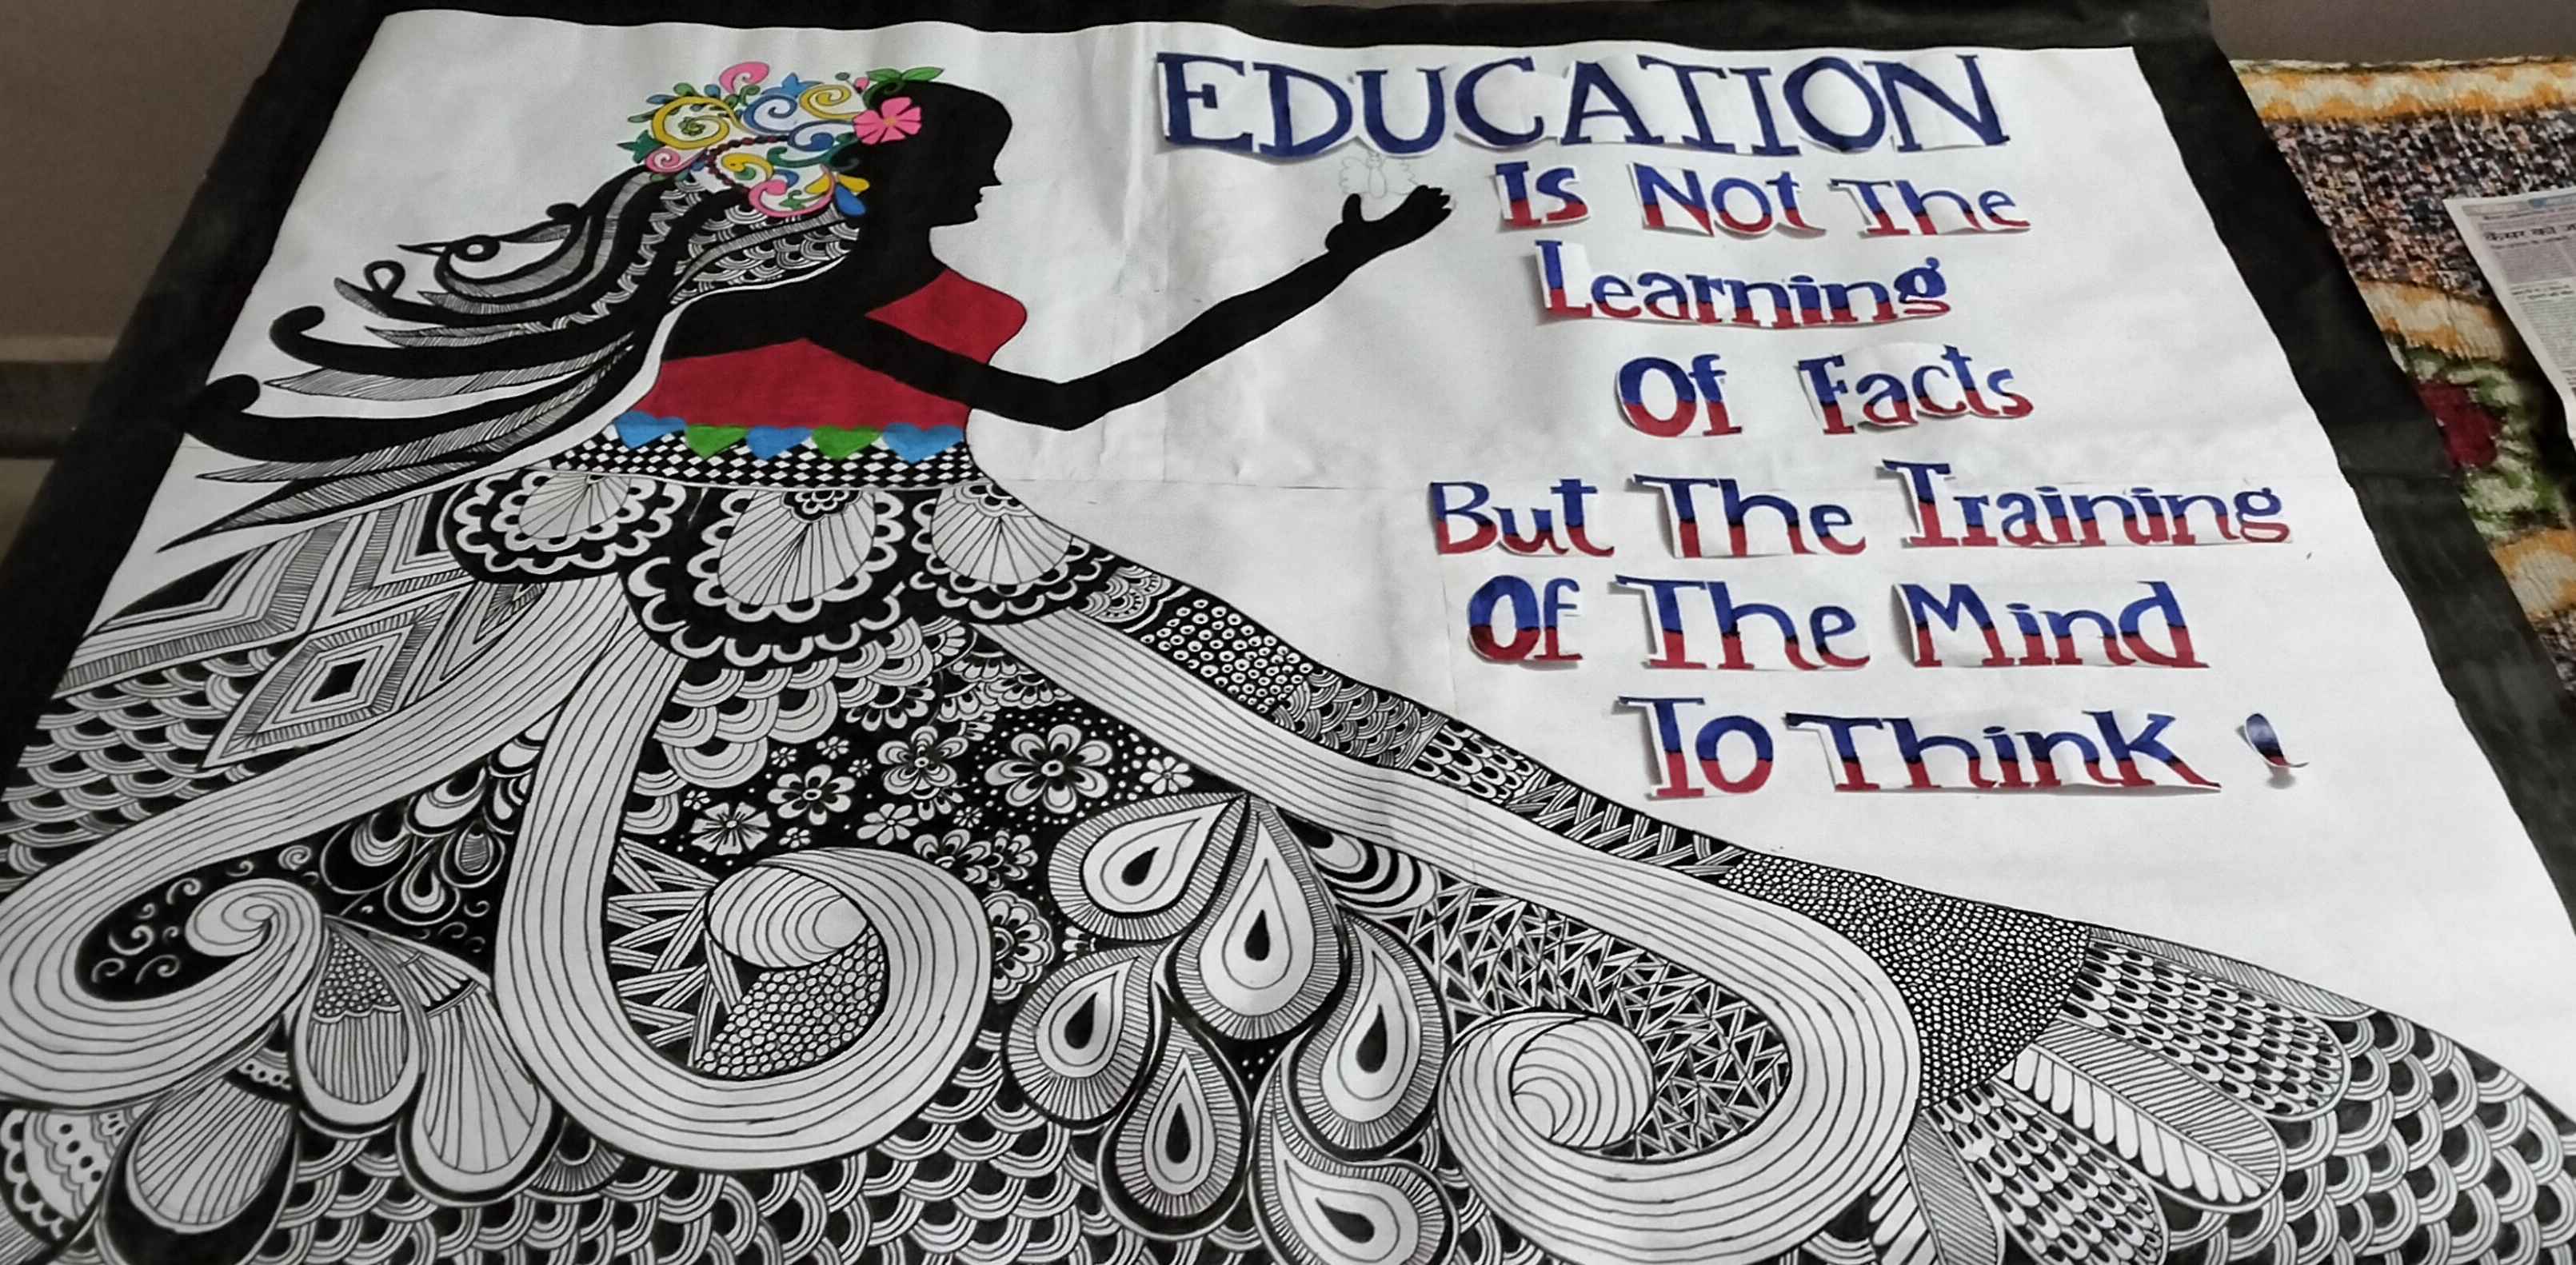 EDUCATION
Is Not The
Learning
Of Facts
But The Training
Of The Mind
To Think !